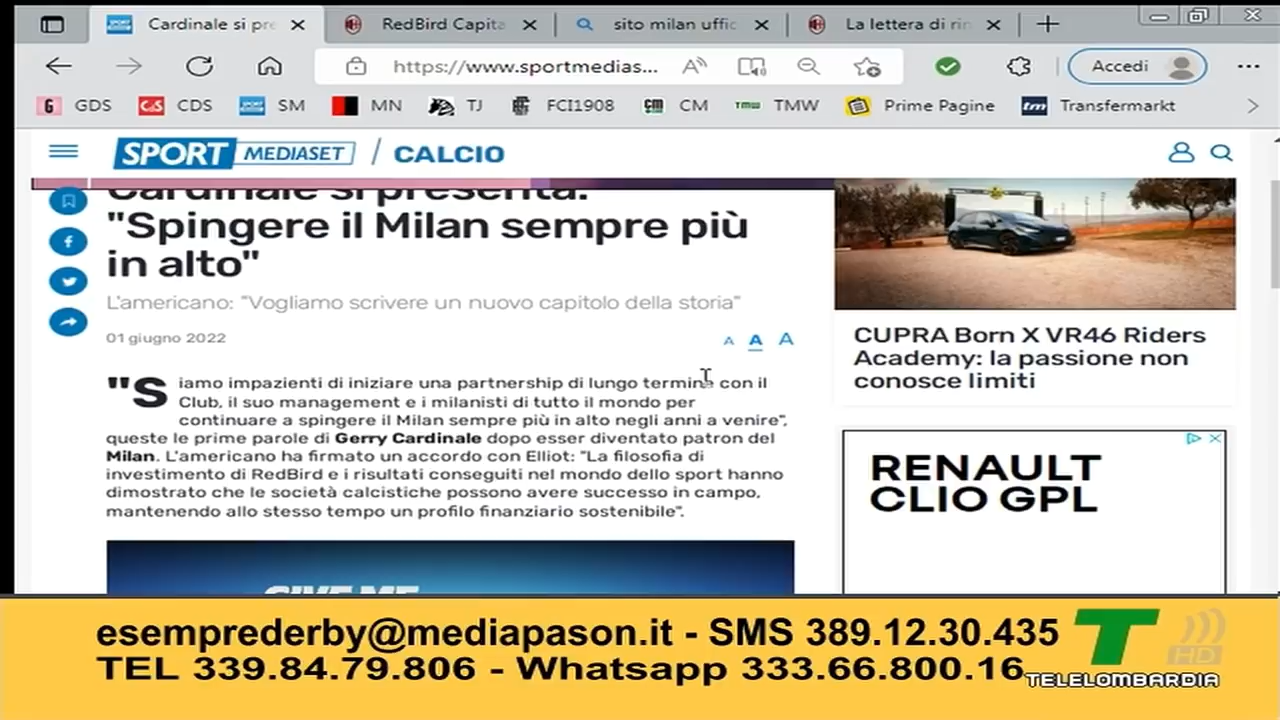 Cardinale si pre
RedBird Capita
sito milan uffic
La lettera di rin
https://www.sportmedias...
Accedi
GDS
CDS
SM
MN
TJ
FCI1908
CM
TMW
Prime Pagine
Transfermarkt
SPORT MEDIASET / CALCIO
Cardinale si presenta:
"Spingere il Milan sempre più
in alto"
L'americano: "Vogliamo scrivere un nuovo capitolo della storia"
01 giugno 2022
A A A
"Siamo impazienti di iniziare una partnership di lungo termine con il
Club, il suo management e i milanisti di tutto il mondo per
continuare a spingere il Milan sempre più in alto negli anni a venire",
queste le prime parole di Gerry Cardinale dopo esser diventato patron del
Milan. L'americano ha firmato un accordo con Elliot: "La filosofia di
investimento di RedBird e i risultati conseguiti nel mondo dello sport hanno
dimostrato che le società calcistiche possono avere successo in campo,
mantenendo allo stesso tempo un profilo finanziario sostenibile".
GIVE ME
CUPRA Born X VR46 Riders
Academy: la passione non
conosce limiti
RENAULT
CLIO GPL
esemprederby@mediapason.it - SMS 389.12.30.435
TEL 339.84.79.806 - Whatsapp 333.66.800.16
T HD
TELELOMBARDIA